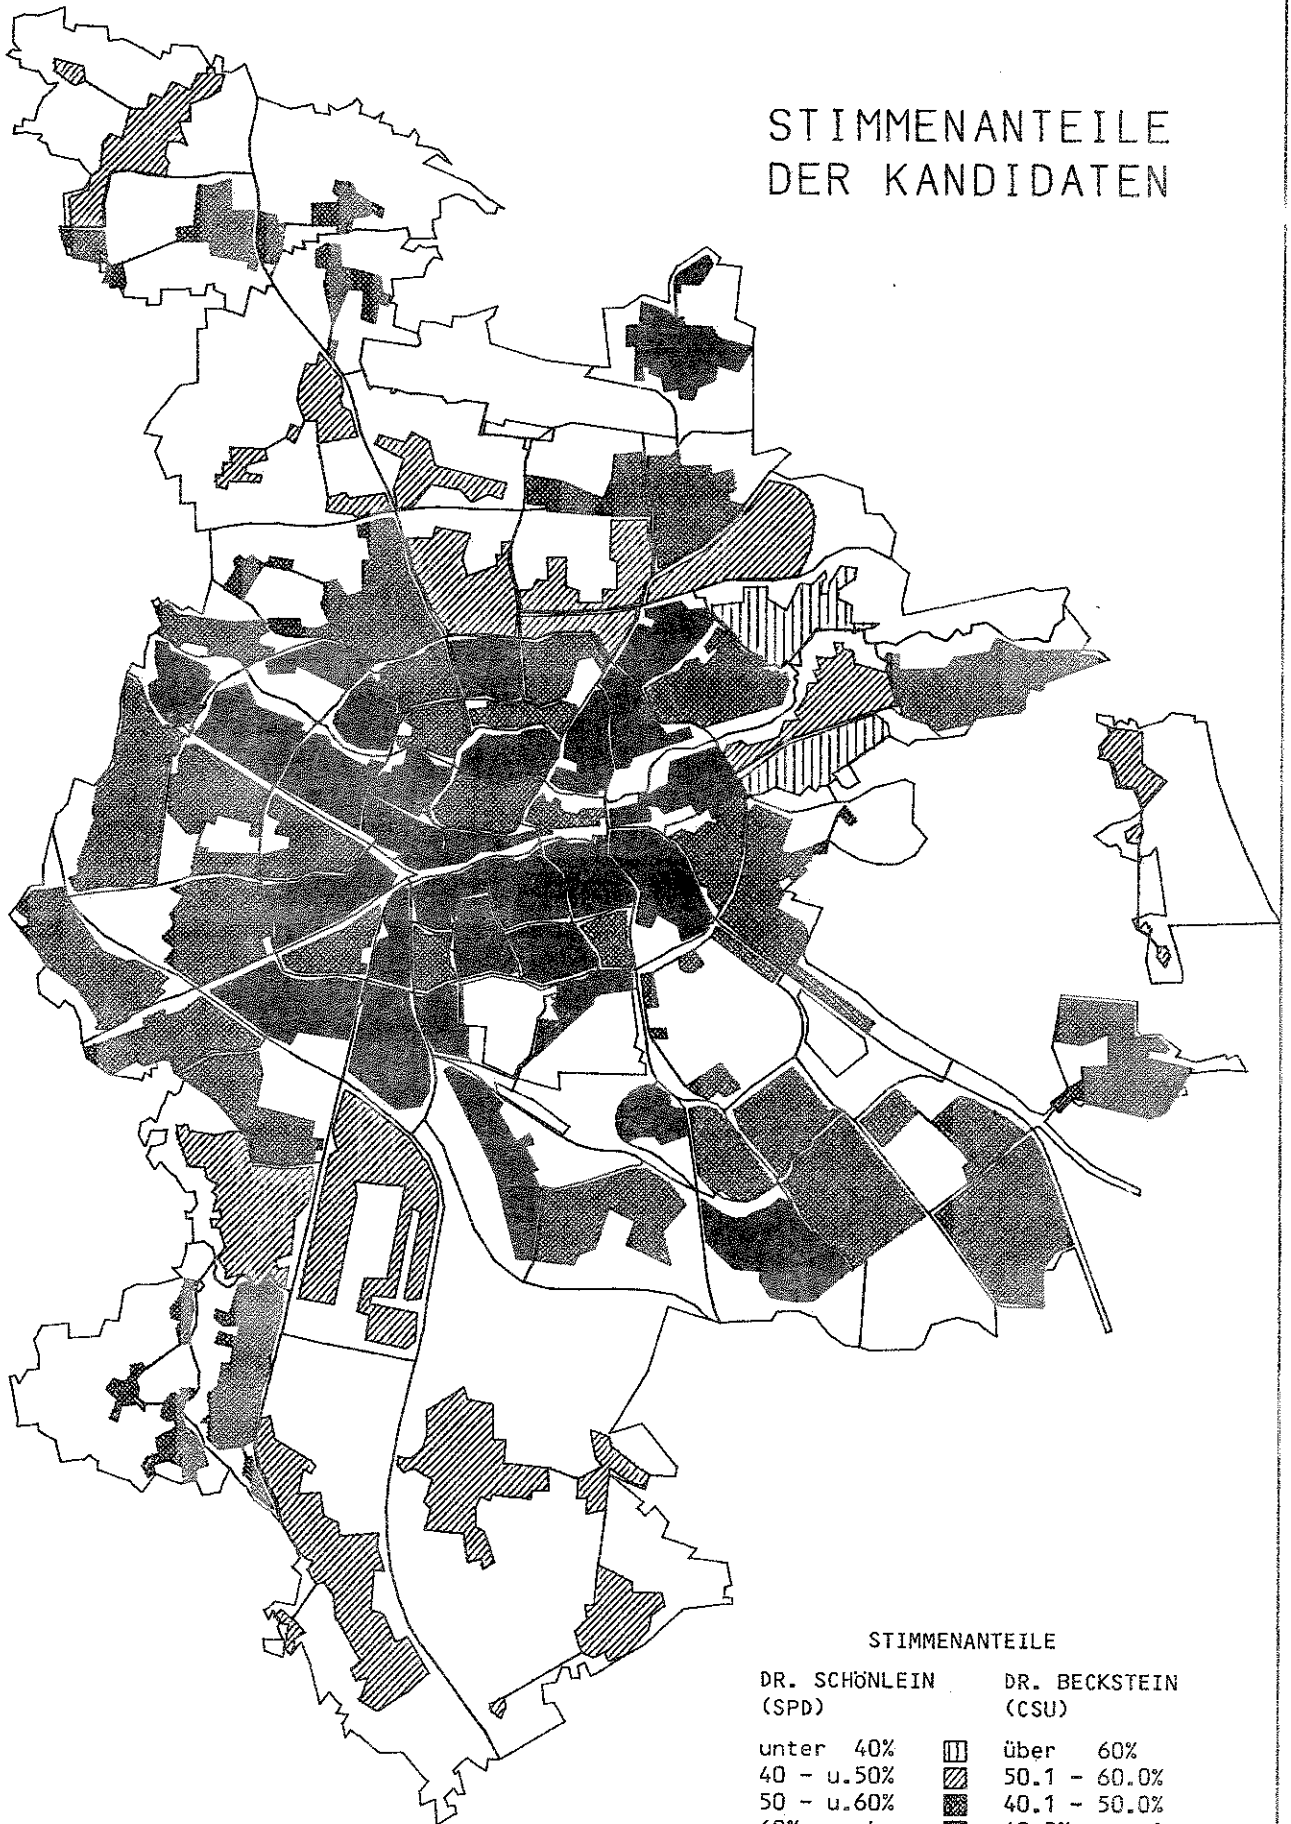 STIMMENANTEILE
DER KANDIDATEN
STIMMENANTEILE
DR. SCHÖNLEIN DR. BECKSTEIN
(SPD) (CSU)
unter 40% über 60%
40 - u.50% 50.1 - 60.0%
50 - u.60% 40.1 - 50.0%